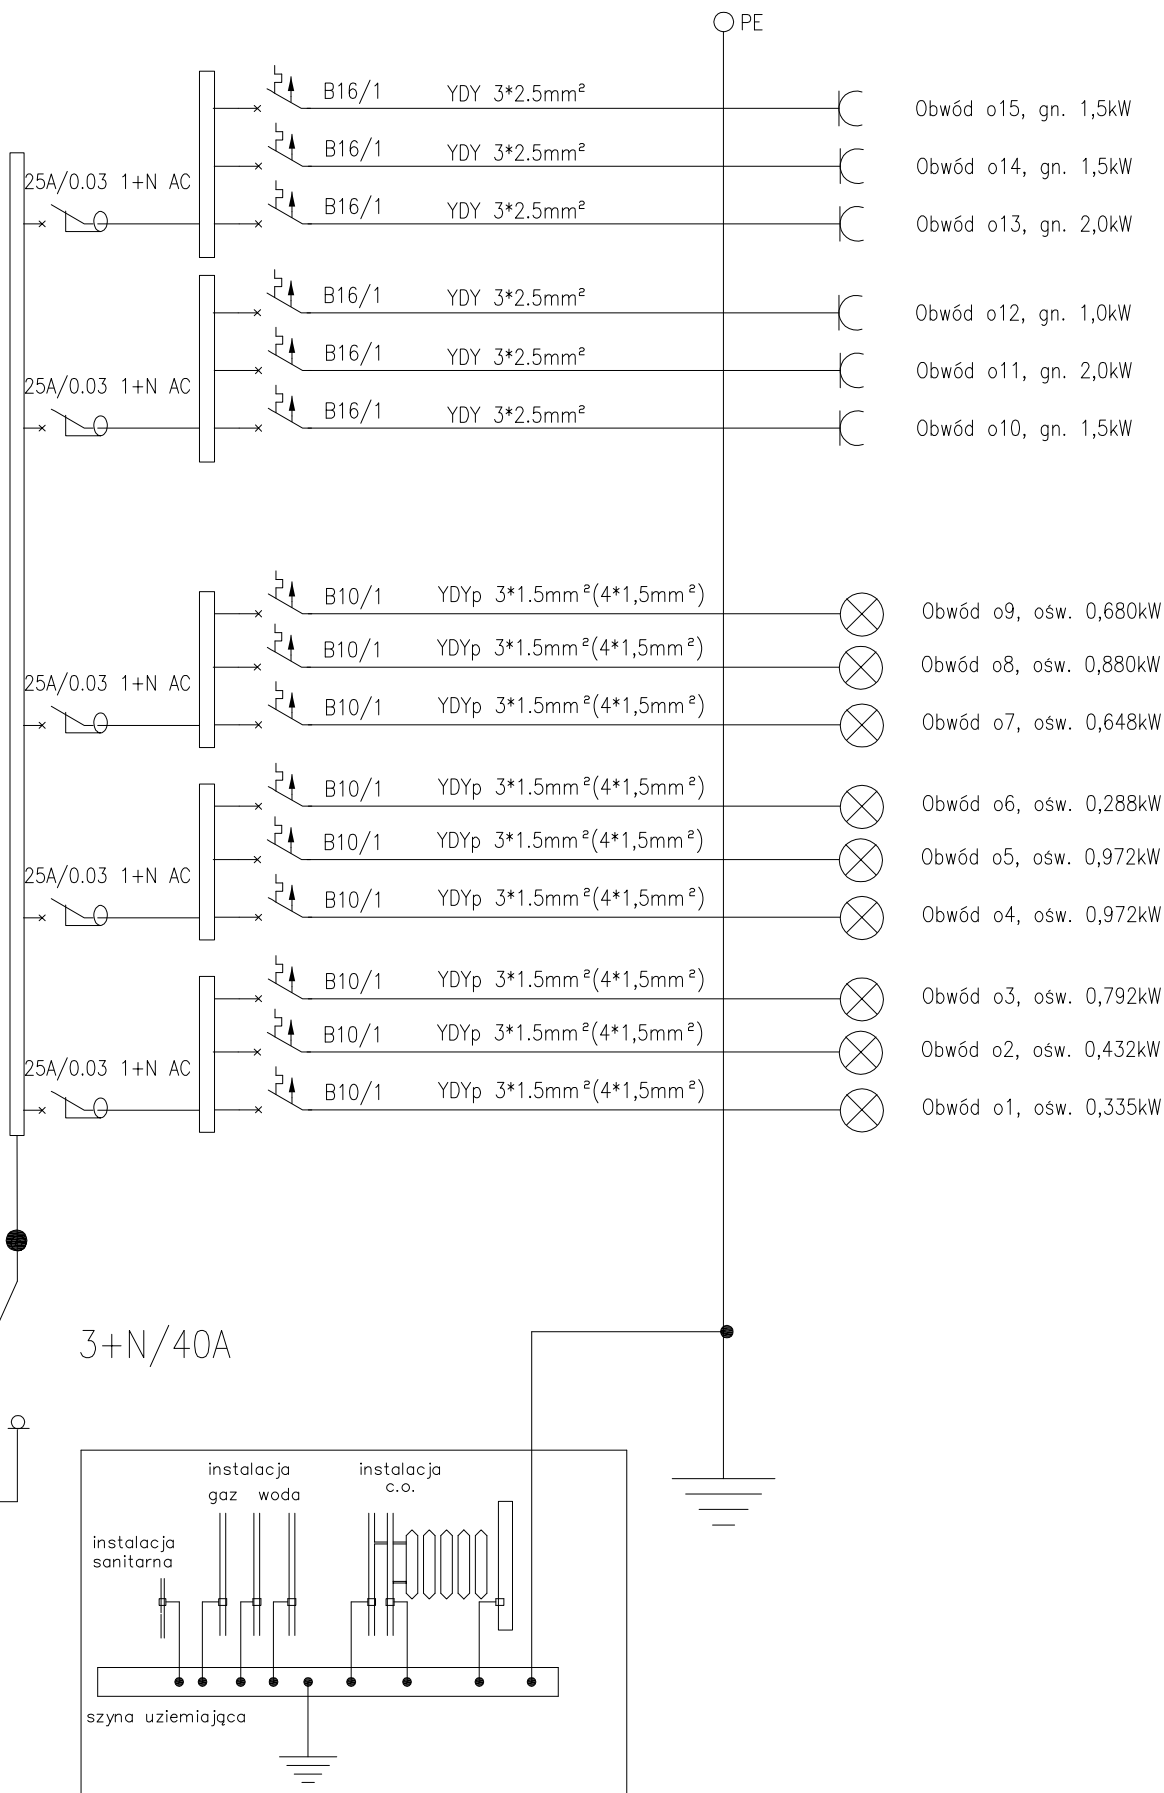 PE
B16/1 YDY 3*2.5mm² Obwód o15, gn. 1,5kW
B16/1 YDY 3*2.5mm² Obwód o14, gn. 1,5kW
25A/0.03 1+N AC
B16/1 YDY 3*2.5mm² Obwód o13, gn. 2,0kW
B16/1 YDY 3*2.5mm² Obwód o12, gn. 1,0kW
B16/1 YDY 3*2.5mm² Obwód o11, gn. 2,0kW
25A/0.03 1+N AC
B16/1 YDY 3*2.5mm² Obwód o10, gn. 1,5kW
B10/1 YDYp 3*1.5mm²(4*1,5mm²) Obwód o9, ośw. 0,680kW
B10/1 YDYp 3*1.5mm²(4*1,5mm²) Obwód o8, ośw. 0,880kW
25A/0.03 1+N AC
B10/1 YDYp 3*1.5mm²(4*1,5mm²) Obwód o7, ośw. 0,648kW
B10/1 YDYp 3*1.5mm²(4*1,5mm²) Obwód o6, ośw. 0,288kW
B10/1 YDYp 3*1.5mm²(4*1,5mm²) Obwód o5, ośw. 0,972kW
25A/0.03 1+N AC
B10/1 YDYp 3*1.5mm²(4*1,5mm²) Obwód o4, ośw. 0,972kW
B10/1 YDYp 3*1.5mm²(4*1,5mm²) Obwód o3, ośw. 0,792kW
B10/1 YDYp 3*1.5mm²(4*1,5mm²) Obwód o2, ośw. 0,432kW
25A/0.03 1+N AC
B10/1 YDYp 3*1.5mm²(4*1,5mm²) Obwód o1, ośw. 0,335kW
3+N/40A
instalacja
gaz woda
instalacja
c.o.
instalacja
sanitarna
szyna uziemiająca